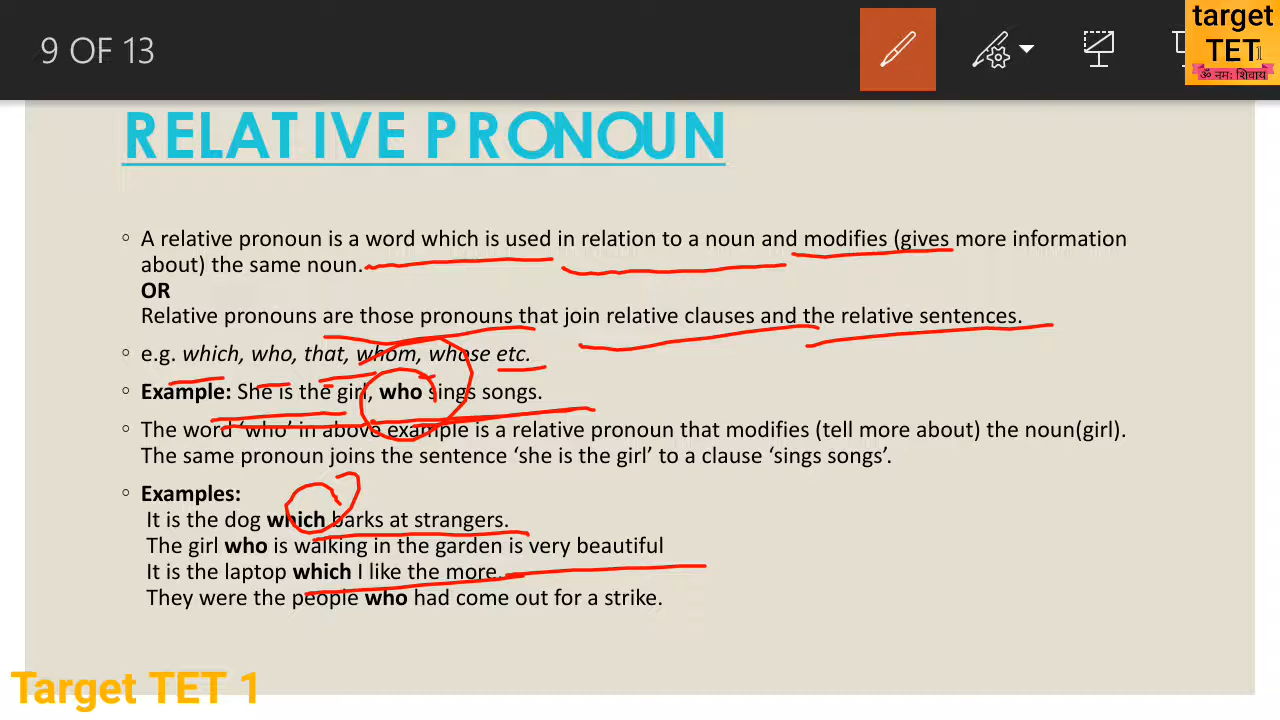 9 OF 13
target
TET1
ॐ नमः शिवाय
RELATIVE PRONOUN
◦ A relative pronoun is a word which is used in relation to a noun and modifies (gives more information
about) the same noun.
OR
Relative pronouns are those pronouns that join relative clauses and the relative sentences.
◦ e.g. which, who, that, whom, whose etc.
◦ Example: She is the girl, who sings songs.
◦ The word ‘who’ in above example is a relative pronoun that modifies (tell more about) the noun(girl).
The same pronoun joins the sentence ‘she is the girl’ to a clause ‘sings songs’.
◦ Examples:
It is the dog which barks at strangers.
The girl who is walking in the garden is very beautiful
It is the laptop which I like the more.
They were the people who had come out for a strike.
Target TET 1